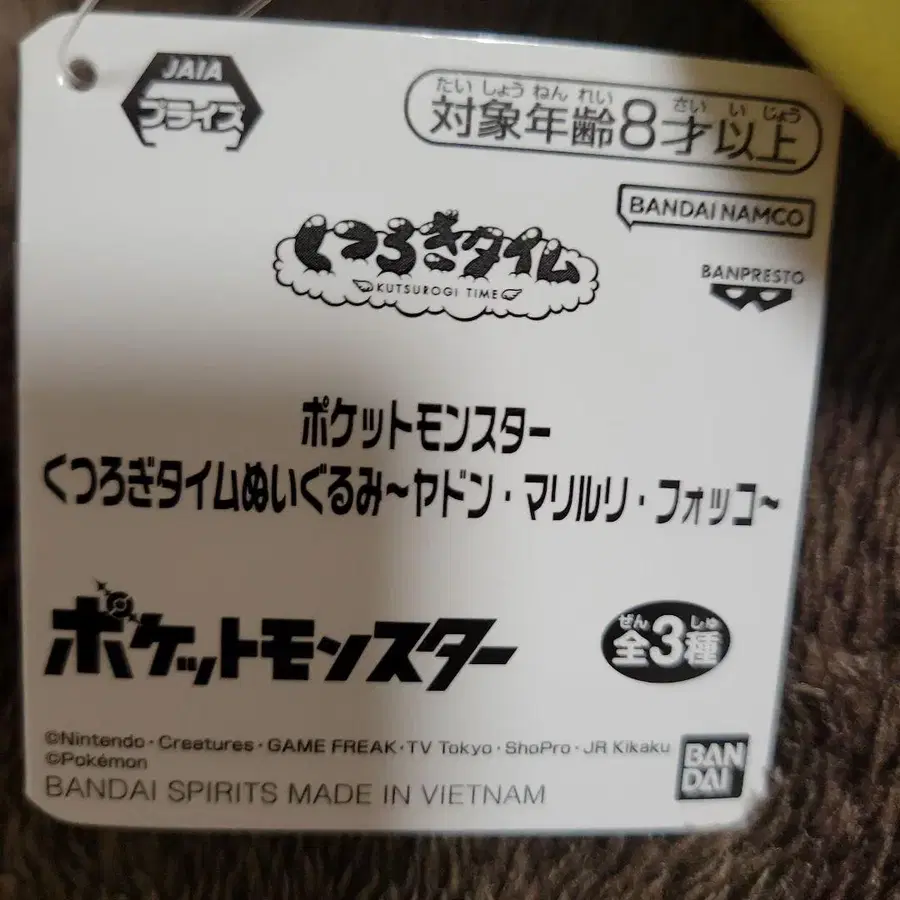 JAIA
プライズ
たいしょうねんれい さいいじょう
対象年齢8才以上
BANDAI NAMCO
くつろぎタイム
KUTSUROGI TIME
BANPRESTO
ポケットモンスター
くつろぎタイムぬいぐるみ~ヤドン・マリルリ・フォッコ~
ポケットモンスター
ぜん しゅ
全3種
©Nintendo・Creatures・GAME FREAK・TV Tokyo・ShoPro・JR Kikaku
©Pokémon
BANDAI SPIRITS MADE IN VIETNAM
BAN
DAI